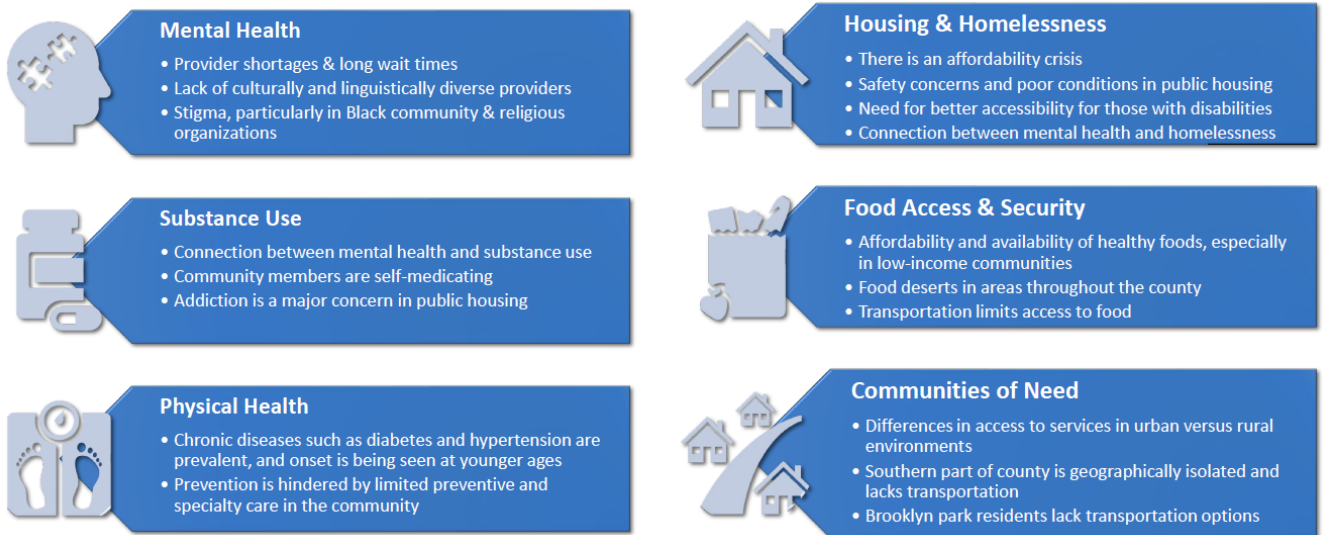 Mental Health
• Provider shortages & long wait times
• Lack of culturally and linguistically diverse providers
• Stigma, particularly in Black community & religious
organizations
Substance Use
• Connection between mental health and substance use
• Community members are self-medicating
• Addiction is a major concern in public housing
Physical Health
• Chronic diseases such as diabetes and hypertension are
prevalent, and onset is being seen at younger ages
• Prevention is hindered by limited preventive and
specialty care in the community
Housing & Homelessness
• There is an affordability crisis
• Safety concerns and poor conditions in public housing
• Need for better accessibility for those with disabilities
• Connection between mental health and homelessness
Food Access & Security
• Affordability and availability of healthy foods, especially
in low-income communities
• Food deserts in areas throughout the county
• Transportation limits access to food
Communities of Need
• Differences in access to services in urban versus rural
environments
• Southern part of county is geographically isolated and
lacks transportation
• Brooklyn park residents lack transportation options